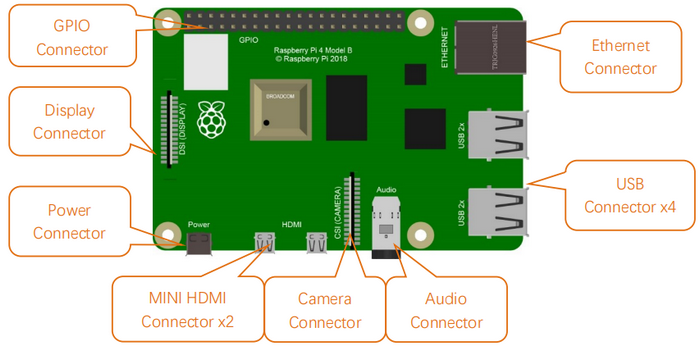 GPIO
Connector
GPIO
Raspberry Pi 4 Model B
© Raspberry Pi 2018
ETHERNET
TRXCom HENL
Ethernet
Connector
Display
Connector
DSI (DISPLAY)
BROADCOM
USB 2x
USB
Connector x4
Power
Connector
Power
HDMI
CSI (CAMERA)
Audio
USB 2x
MINI HDMI
Connector x2
Camera
Connector
Audio
Connector